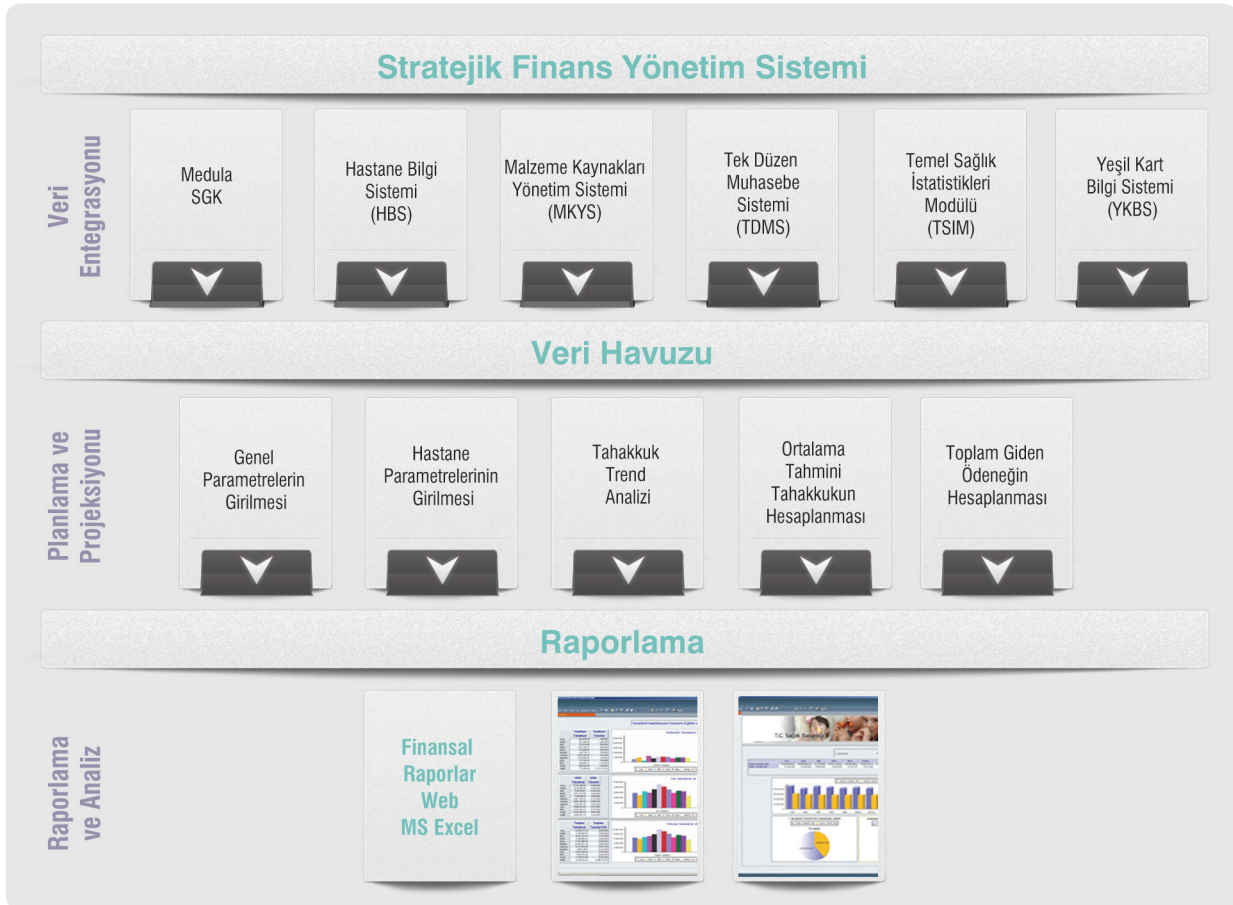 Stratejik Finans Yönetim Sistemi
Veri
Entegrasyonu
Medula
SGK
Hastane Bilgi
Sistemi
(HBS)
Malzeme Kaynakları
Yönetim Sistemi
(MKYS)
Tek Düzen
Muhasebe
Sistemi
(TDMS)
Temel Sağlık
İstatistikleri
Modülü
(TSIM)
Yeşil Kart
Bilgi Sistemi
(YKBS)
Veri Havuzu
Planlama ve
Projeksiyonu
Genel
Parametrelerin
Girilmesi
Hastane
Parametrelerinin
Girilmesi
Tahakkuk
Trend
Analizi
Ortalama
Tahmini
Tahakkukun
Hesaplanması
Toplam Giden
Ödeneğin
Hesaplanması
Raporlama
Raporlama
ve Analiz
Finansal
Raporlar
Web
MS Excel
T.C. Sağlık Bakanlığı